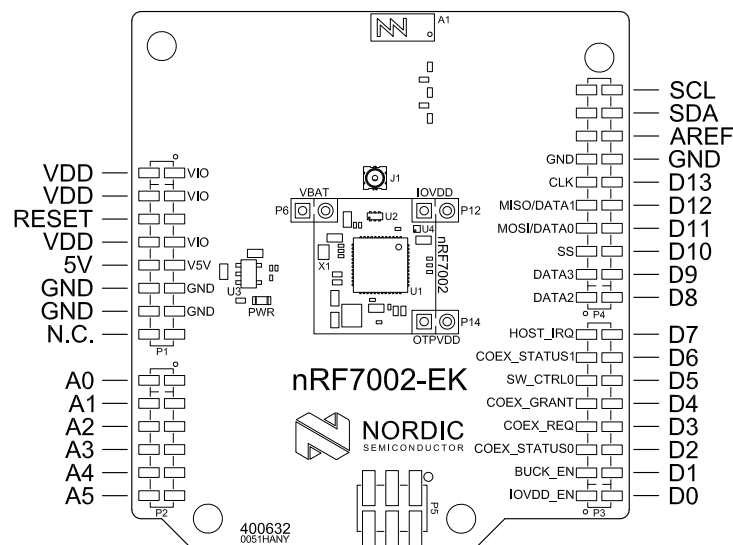 A1
SCL
SDA
AREF
GND GND
CLK D13
MISO/DATA1 D12
MOSI/DATA0 D11
SS D10
DATA3 D9
DATA2 D8
P4
VDD VIO
VDD VIO
RESET
VDD VIO
5V V5V
GND GND
GND GND
N.C.
P1
J1
VBAT IOVDD
P6 P12
U2
U4
nRF7002
X1
U1
U3
PWR
P14
OTPVDD
HOST_IRQ D7
COEX_STATUS1 D6
SW_CTRL0 D5
COEX_GRANT D4
COEX_REQ D3
COEX_STATUS0 D2
BUCK_EN D1
IOVDD_EN D0
P3
A0
A1
A2
A3
A4
A5
P2
nRF7002-EK
NORDIC
SEMICONDUCTOR
P5
400632
0051HANY